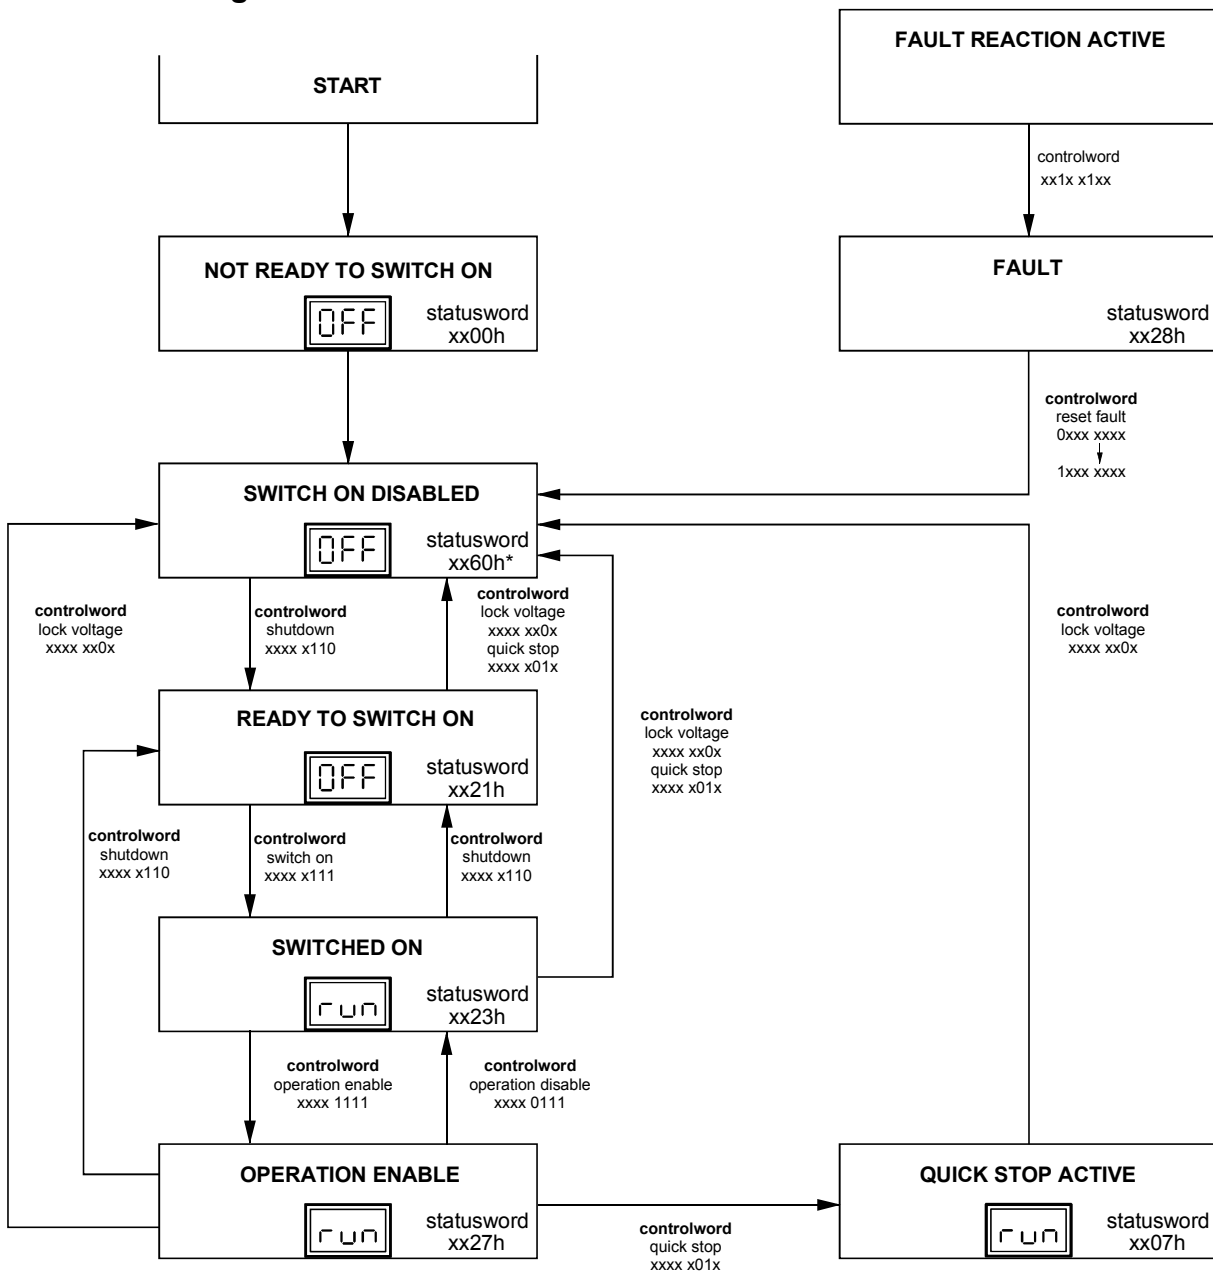 START
FAULT REACTION ACTIVE
controlword
xx1x x1xx
NOT READY TO SWITCH ON
OFF
statusword
xx00h
FAULT
statusword
xx28h
controlword
reset fault
0xxx xxxx
1xxx xxxx
SWITCH ON DISABLED
OFF
statusword
xx60h*
controlword
lock voltage
xxxx xx0x
controlword
shutdown
xxxx x110
controlword
lock voltage
xxxx xx0x
quick stop
xxxx x01x
controlword
lock voltage
xxxx xx0x
READY TO SWITCH ON
OFF
statusword
xx21h
controlword
lock voltage
xxxx xx0x
quick stop
xxxx x01x
controlword
shutdown
xxxx x110
controlword
switch on
xxxx x111
controlword
shutdown
xxxx x110
SWITCHED ON
run
statusword
xx23h
controlword
operation enable
xxxx 1111
controlword
operation disable
xxxx 0111
OPERATION ENABLE
run
statusword
xx27h
controlword
quick stop
xxxx x01x
QUICK STOP ACTIVE
run
statusword
xx07h